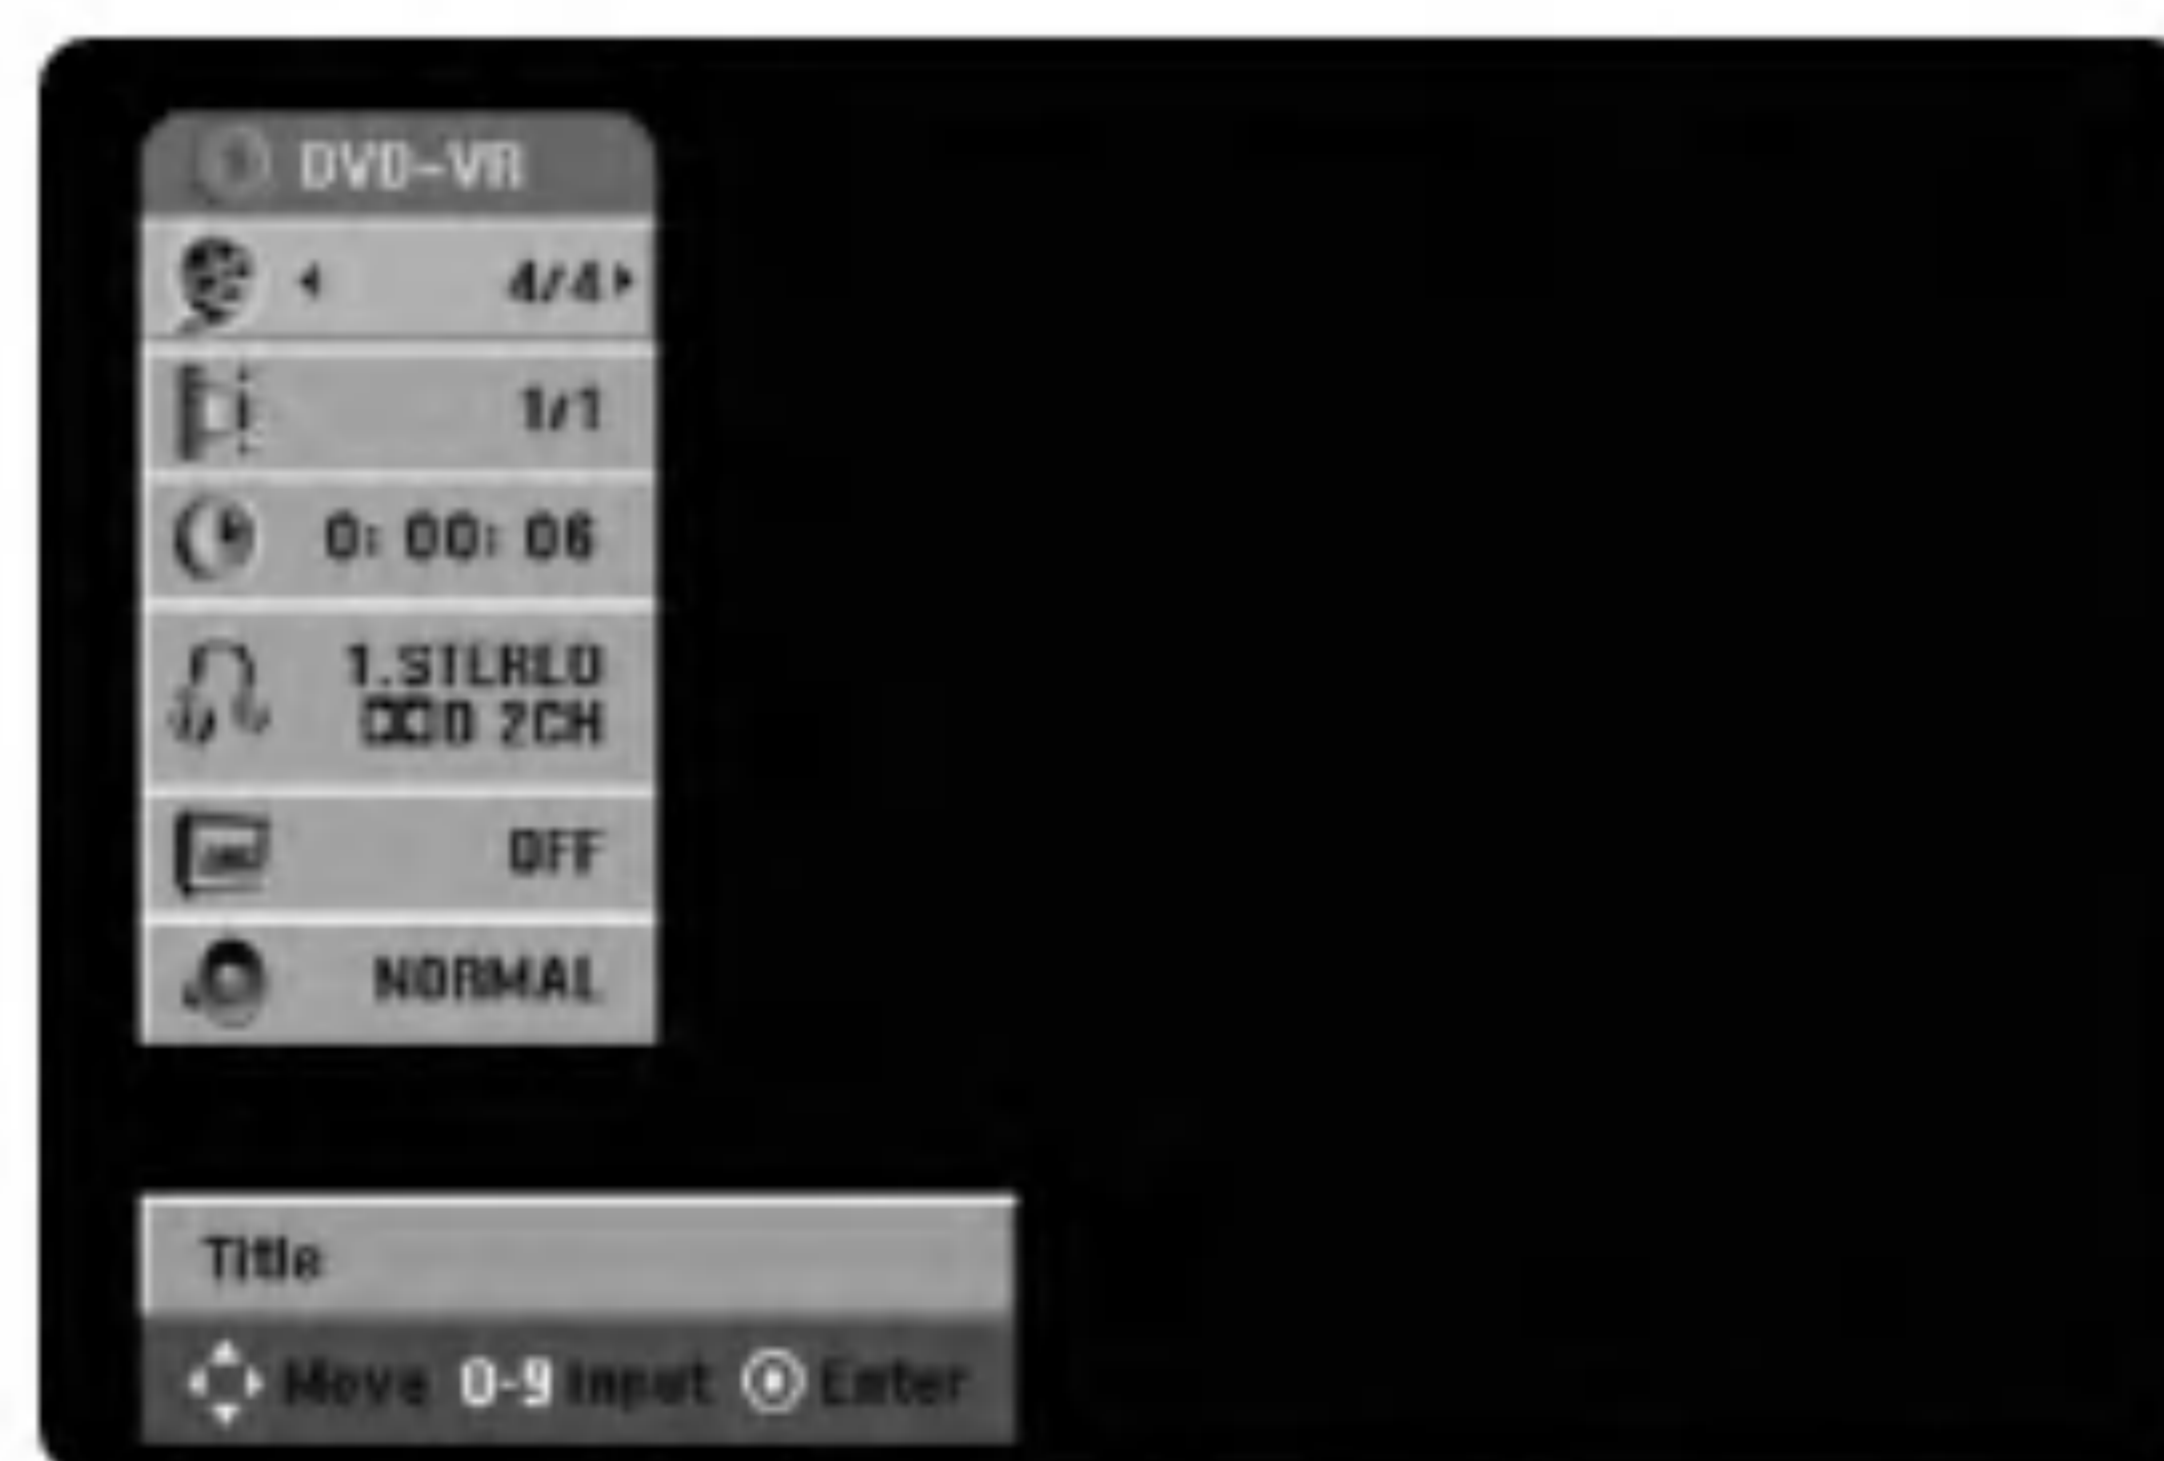 DVD-VR
4/4
1/1
0: 00: 06
1.STEREO
D 2CH
OFF
NORMAL
Title
Move 0-9 Input Enter